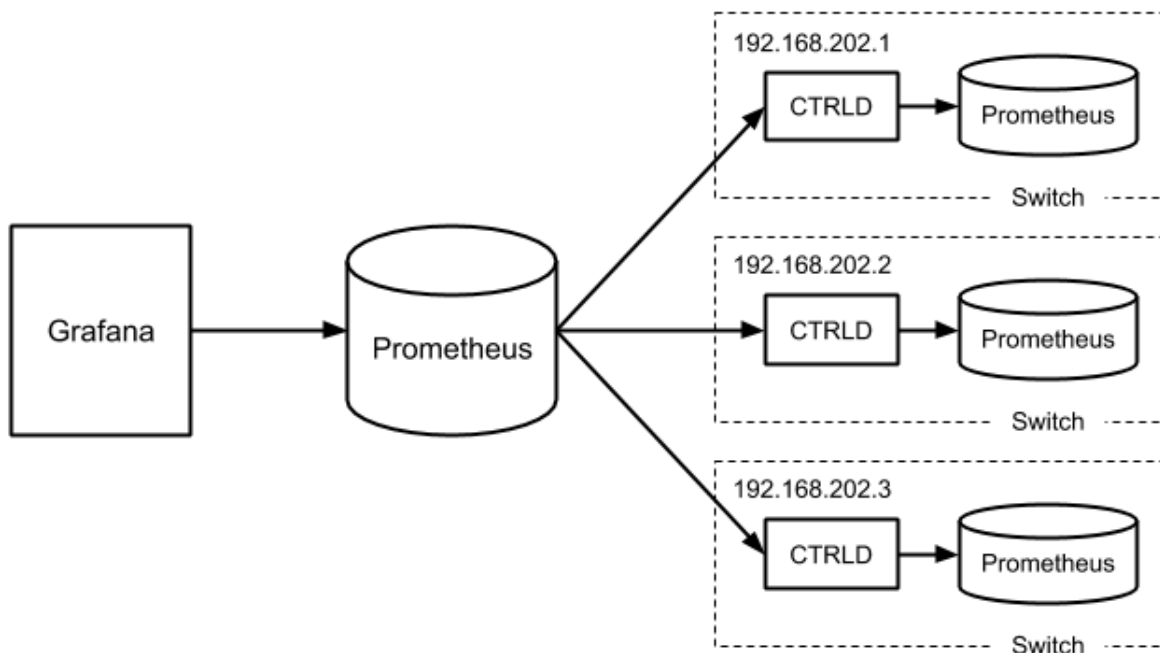 192.168.202.1
CTRLD
Prometheus
Switch
Grafana
Prometheus
192.168.202.2
CTRLD
Prometheus
Switch
192.168.202.3
CTRLD
Prometheus
Switch